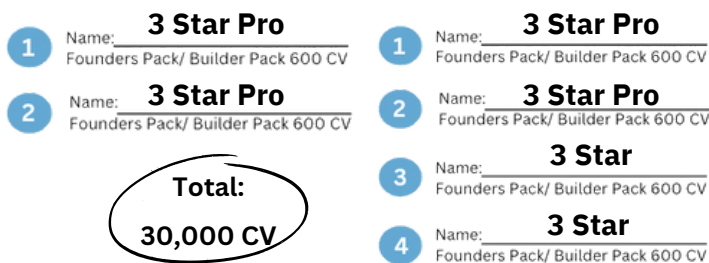 1 Name: 3 Star Pro
Founders Pack/ Builder Pack 600 CV
2 Name: 3 Star Pro
Founders Pack/ Builder Pack 600 CV
Total:
30,000 CV
1 Name: 3 Star Pro
Founders Pack/ Builder Pack 600 CV
2 Name: 3 Star Pro
Founders Pack/ Builder Pack 600 CV
3 Name: 3 Star
Founders Pack/ Builder Pack 600 CV
4 Name: 3 Star
Founders Pack/ Builder Pack 600 CV